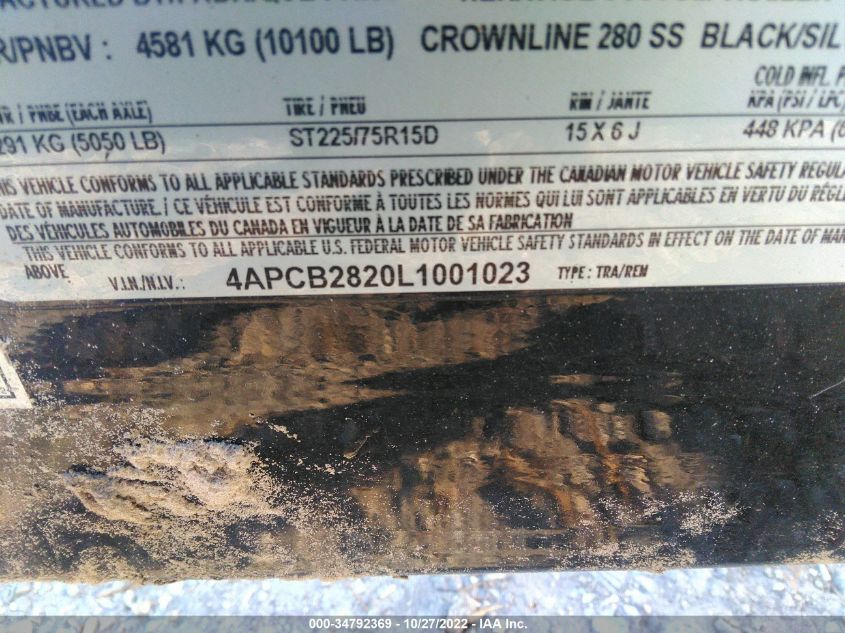 R/PNBV : 4581 KG (10100 LB) CROWNLINE 280 SS BLACK/SIL
COLD INFL. P
VR / PNBE (EACH AXLE) TIRE / PNEU RIM / JANTE KPA (PSI / LPC)
291 KG (5050 LB) ST225/75R15D 15 X 6 J 448 KPA (6
HIS VEHICLE CONFORMS TO ALL APPLICABLE STANDARDS PRESCRIBED UNDER THE CANADIAN MOTOR VEHICLE SAFETY REGULA
DATE OF MANUFACTURE. / CE VÉHICULE EST CONFORME À TOUTES LES NORMES QUI LUI SONT APPLICABLES EN VERTU DU RÉGLE
DES VÉHICULES AUTOMOBILES DU CANADA EN VIGUEUR À LA DATE DE SA FABRICATION
THIS VEHICLE CONFORMS TO ALL APPLICABLE U.S. FEDERAL MOTOR VEHICLE SAFETY STANDARDS IN EFFECT ON THE DATE OF MAN
ABOVE. V.I.N./N.I.V.: 4APCB2820L1001023 TYPE : TRA/REM
000-34792369 - 10/27/2022 - IAA Inc.